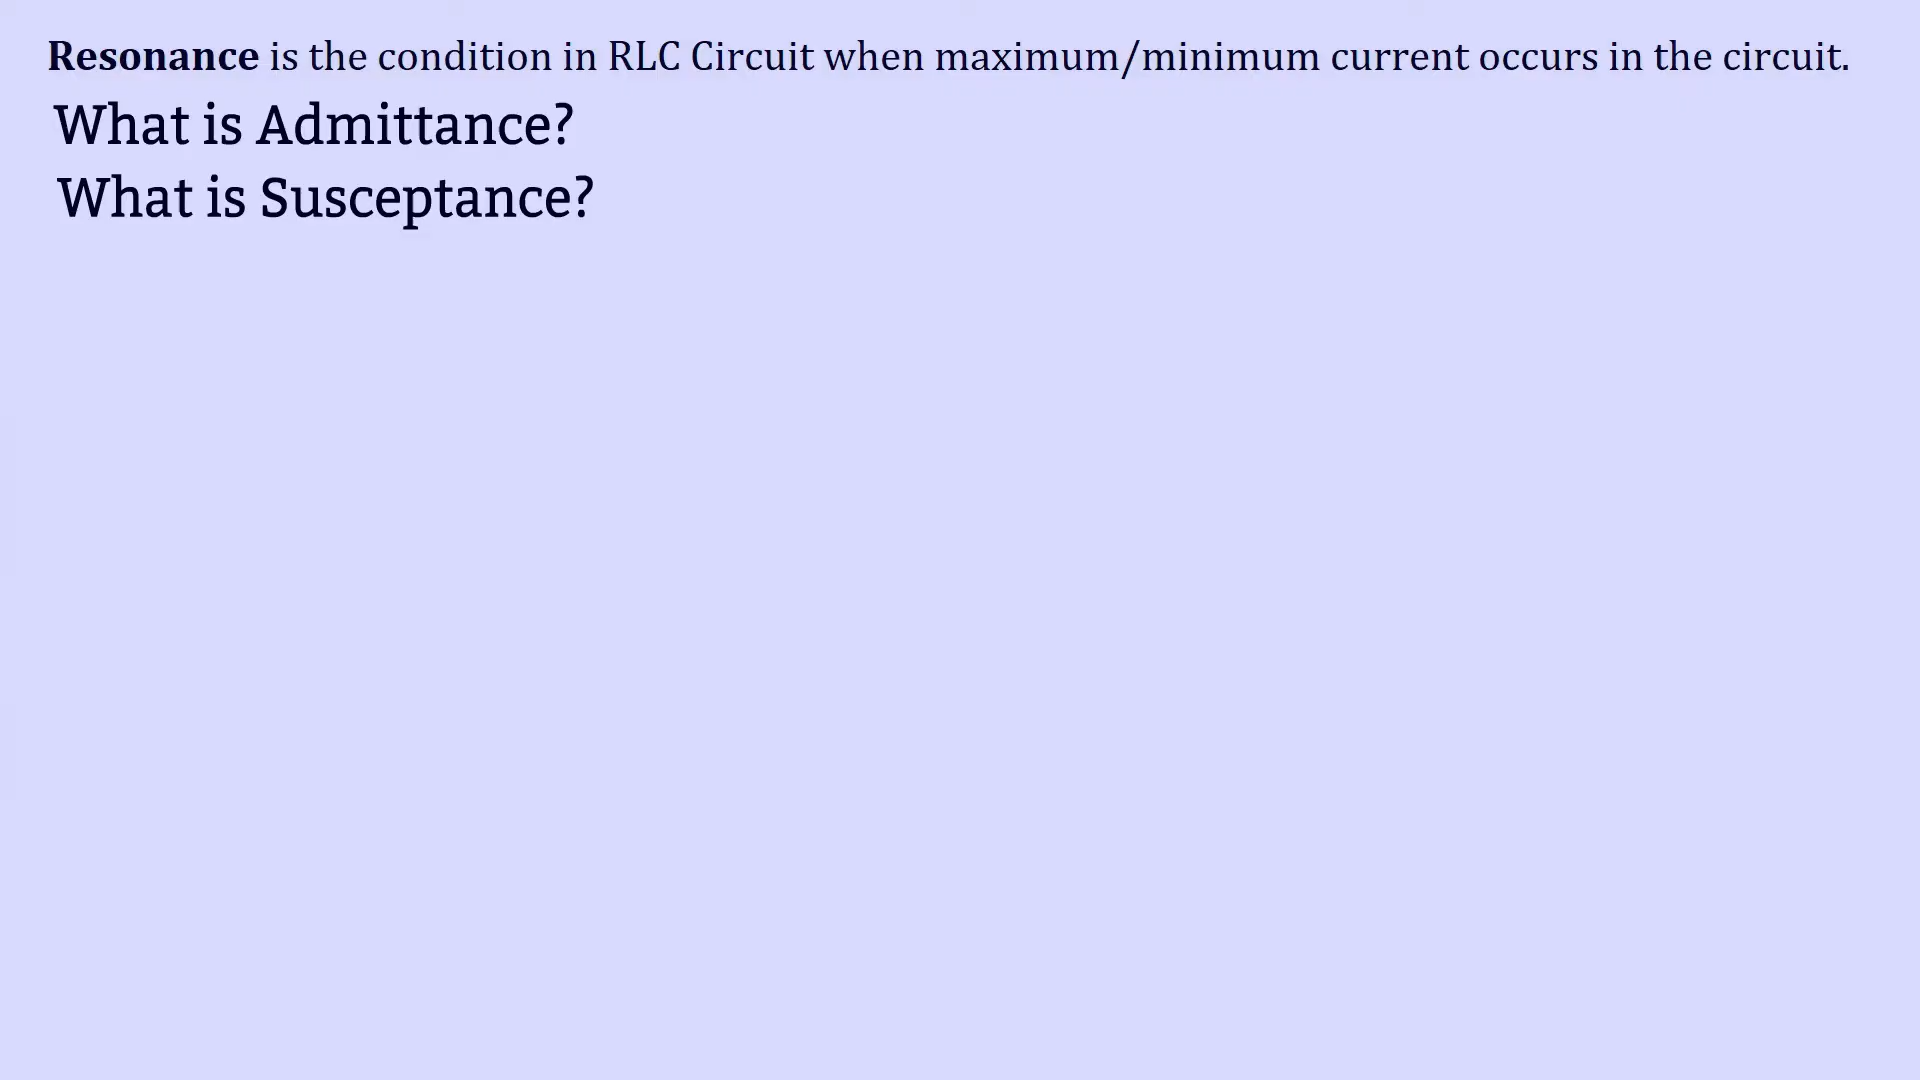 Resonance is the condition in RLC Circuit when maximum/minimum current occurs in the circuit.
What is Admittance?
What is Susceptance?